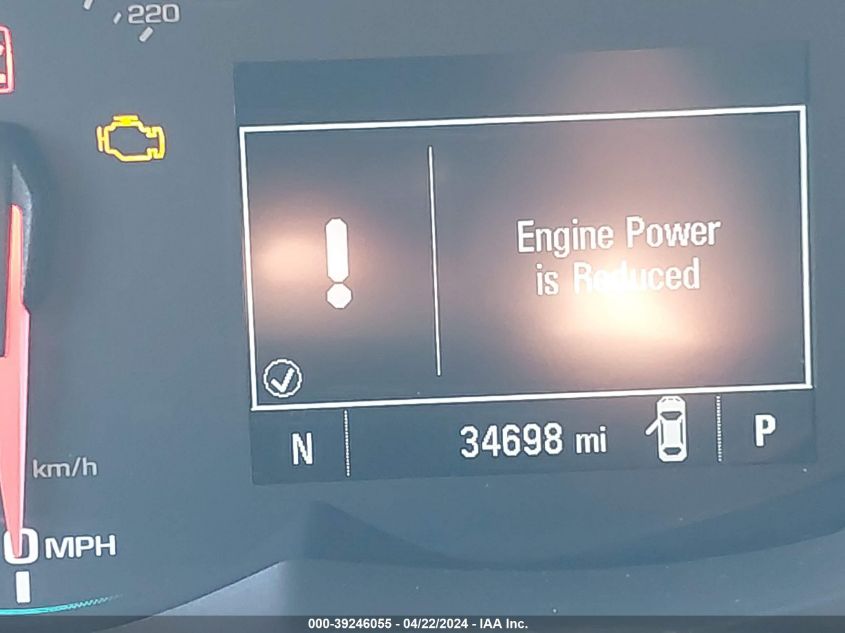 220
Engine Power
is Reduced
N
34698 mi
P
km/h
0 MPH
000-39246055 - 04/22/2024 - IAA Inc.